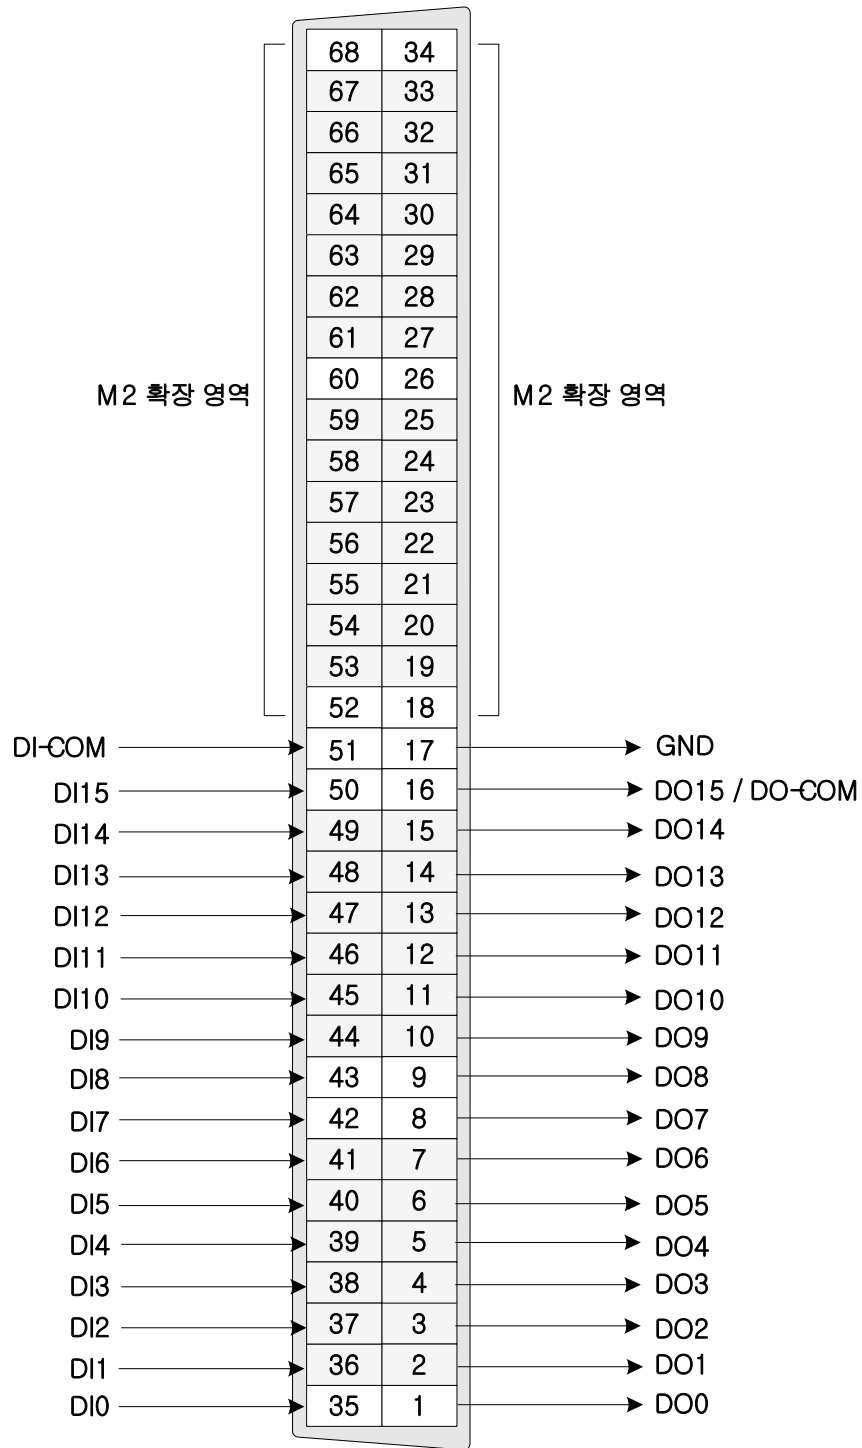 68 34
67 33
66 32
65 31
64 30
63 29
62 28
61 27
M2 확장 영역 60 26 M2 확장 영역
59 25
58 24
57 23
56 22
55 21
54 20
53 19
52 18
DI-COM 51 17 GND
DI15 50 16 DO15 / DO-COM
DI14 49 15 DO14
DI13 48 14 DO13
DI12 47 13 DO12
DI11 46 12 DO11
DI10 45 11 DO10
DI9 44 10 DO9
DI8 43 9 DO8
DI7 42 8 DO7
DI6 41 7 DO6
DI5 40 6 DO5
DI4 39 5 DO4
DI3 38 4 DO3
DI2 37 3 DO2
DI1 36 2 DO1
DI0 35 1 DO0